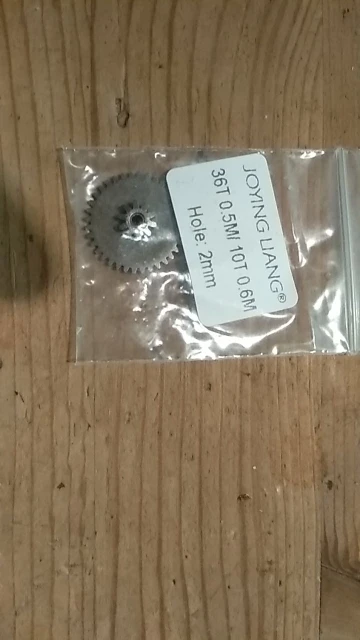 JOYING LIANG®
36T 0.5M/ 10T 0.6M
Hole: 2mm